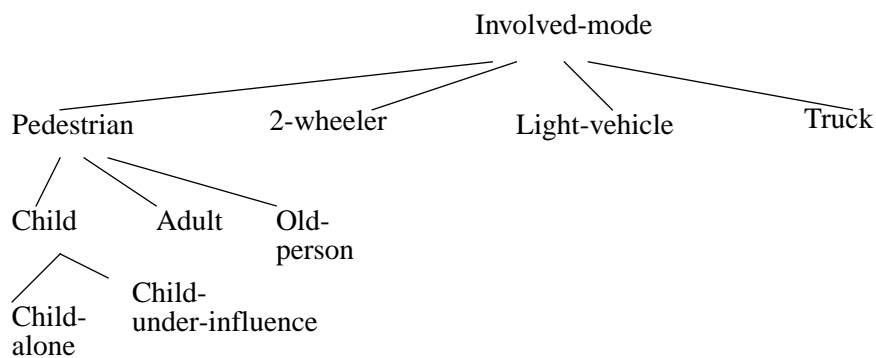 Involved-mode
Pedestrian
2-wheeler
Light-vehicle
Truck
Child
Adult
Old-
person
Child-
alone
Child-
under-influence